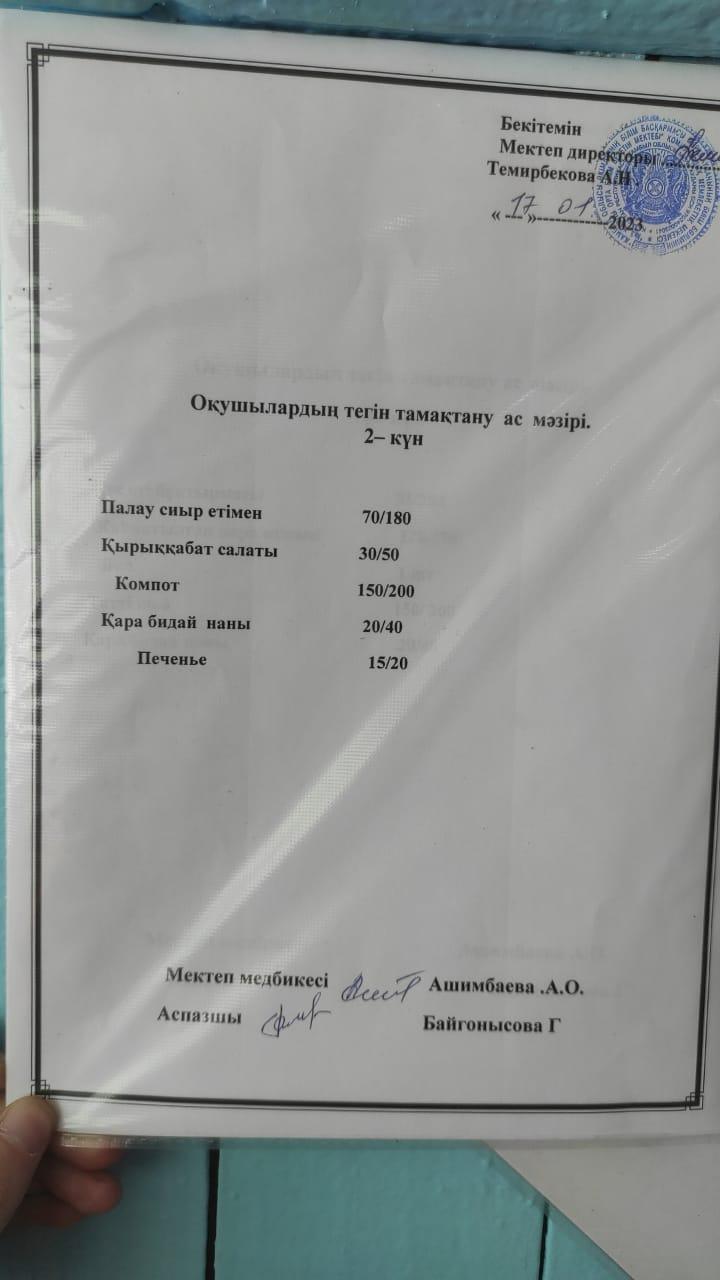 Бекітемін
Мектеп директоры
Темирбекова А.Н
« 17 » 01 2023
Оқушылардың тегін тамақтану ас мәзірі.
2– күн
Палау сиыр етімен 70/180
Қырыққабат салаты 30/50
Компот 150/200
Қара бидай наны 20/40
Печенье 15/20
Мектеп медбикесі Ашимбаева .А.О.
Аспазшы Байгонысова Г